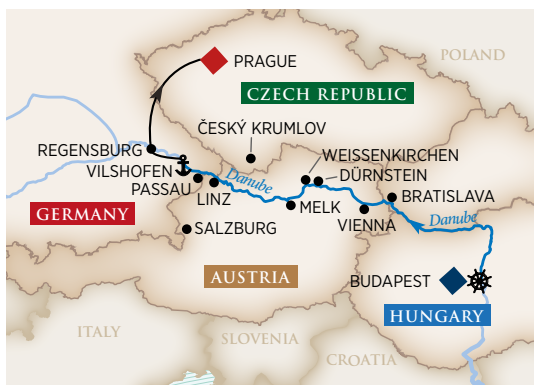 POLAND
PRAGUE
CZECH REPUBLIC
ČESKÝ KRUMLOV
REGENSBURG
WEISSENKIRCHEN
VILSHOFEN
DÜRNSTEIN
Danube
PASSAU
BRATISLAVA
LINZ
MELK
GERMANY
VIENNA
Danube
SALZBURG
AUSTRIA
BUDAPEST
HUNGARY
ITALY
SLOVENIA
CROATIA